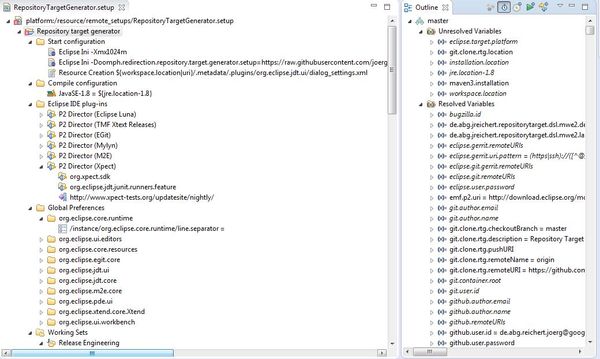 RepositoryTargetGenerator.setup
platform:/resource/remote_setups/RepositoryTargetGenerator.setup
Repository target generator
Start configuration
Eclipse Ini -Xmx1024m
Eclipse Ini -Doomph.redirection.repositorytarget.setup=https://raw.githubusercontent.com/joerg
Resource Creation ${workspace.location|uri}/.metadata/.plugins/org.eclipse.jdt.ui/dialog_settings.xml
Compile configuration
JavaSE-1.8 = ${jre.location-1.8}
Eclipse IDE plug-ins
P2 Director (Eclipse Luna)
P2 Director (TMF Xtext Releases)
P2 Director (EGit)
P2 Director (Mylyn)
P2 Director (M2E)
P2 Director (Xpect)
org.xpect.sdk
org.eclipse.jdt.junit.runners.feature
http://www.xpect-tests.org/updatesite/nightly/
Global Preferences
org.eclipse.core.runtime
/instance/org.eclipse.core.runtime/line.separator =
org.eclipse.ui.editors
org.eclipse.core.resources
org.eclipse.egit.core
org.eclipse.jdt.ui
org.eclipse.jdt.core
org.eclipse.m2e.core
org.eclipse.pde.ui
org.eclipse.xtend.core.Xtend
org.eclipse.ui.workbench
Working Sets
Release Engineering
Outline
master
Unresolved Variables
eclipse.target.platform
git.clone.rtg.location
installation.location
jre.location-1.8
maven3.installation
workspace.location
Resolved Variables
bugzilla.id
de.abg.jreichert.repositorytarget.dsl.mwe2.de
de.abg.jreichert.repositorytarget.dsl.mwe2.la
eclipse.gerrit.remoteURIs
eclipse.gerrit.uri.pattern = (https|ssh)://([^@
eclipse.git.gerrit.remoteURIs
eclipse.git.remoteURIs
eclipse.user.password
emf.p2.uri = http://download.eclipse.org/mo
git.author.email
git.author.name
git.clone.rtg.checkoutBranch = master
git.clone.rtg.description = Repository Target
git.clone.rtg.pushURI
git.clone.rtg.remoteName = origin
git.clone.rtg.remoteURI = https://github.con
git.container.root
git.user.id
github.author.email
github.author.name
github.remoteURIs
github.user.id = de.abg.reichert.joerg@goog
github.user.password